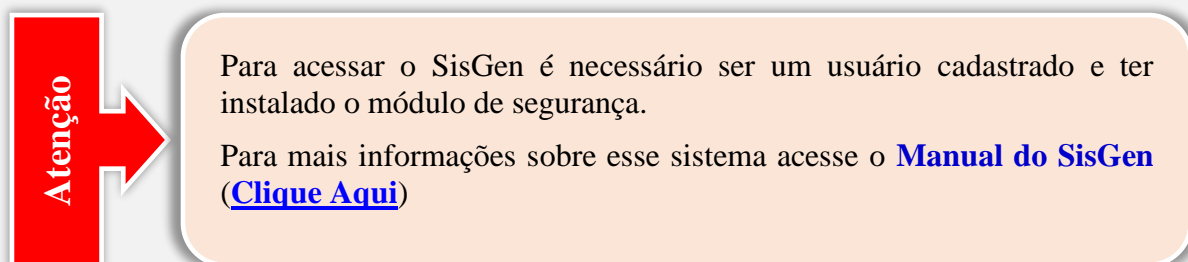 Atenção
Para acessar o SisGen é necessário ser um usuário cadastrado e ter
instalado o módulo de segurança.
Para mais informações sobre esse sistema acesse o Manual do SisGen
(Clique Aqui)